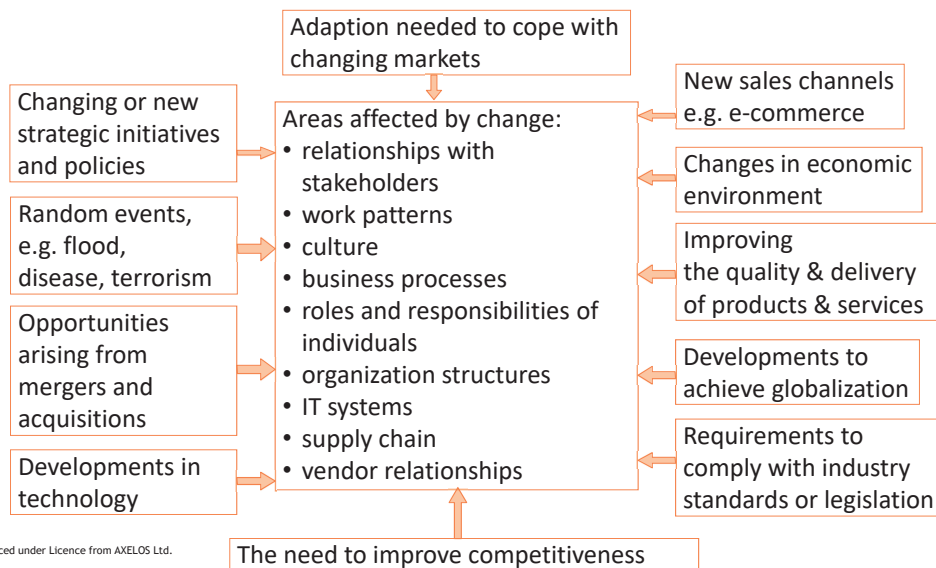 Adaption needed to cope with
changing markets
Changing or new
strategic initiatives
and policies
Random events,
e.g. flood,
disease, terrorism
Opportunities
arising from
mergers and
acquisitions
Developments in
technology
Areas affected by change:
• relationships with
stakeholders
• work patterns
• culture
• business processes
• roles and responsibilities of
individuals
• organization structures
• IT systems
• supply chain
• vendor relationships
New sales channels
e.g. e-commerce
Changes in economic
environment
Improving
the quality & delivery
of products & services
Developments to
achieve globalization
Requirements to
comply with industry
standards or legislation
The need to improve competitiveness
under Licence from AXELOS Ltd.